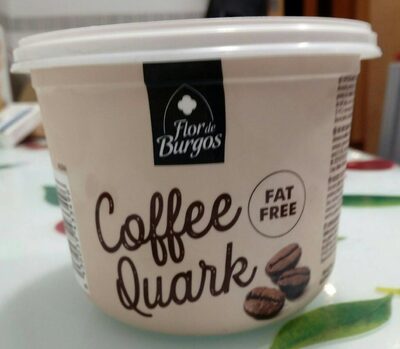 Flor de
Burgos
Coffee
Quark
FAT
FREE